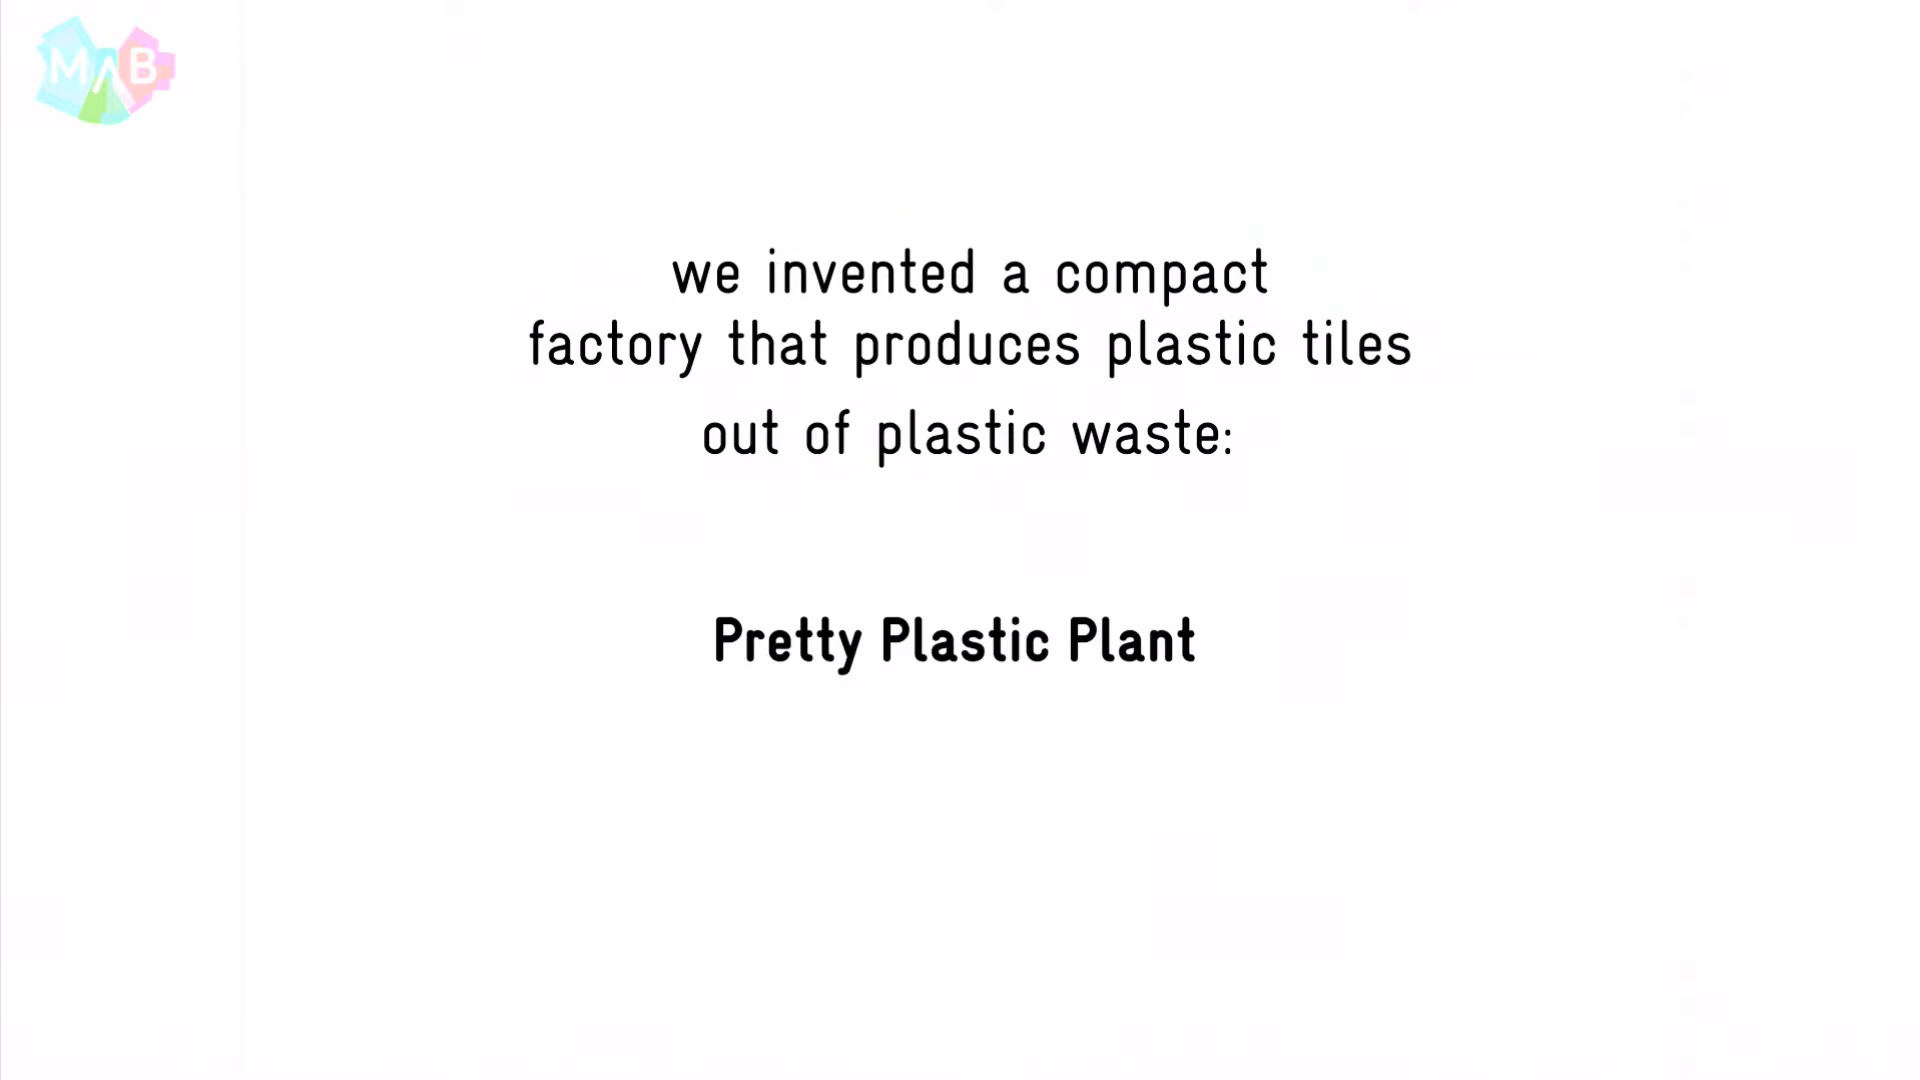 MAB
we invented a compact
factory that produces plastic tiles
out of plastic waste:
Pretty Plastic Plant